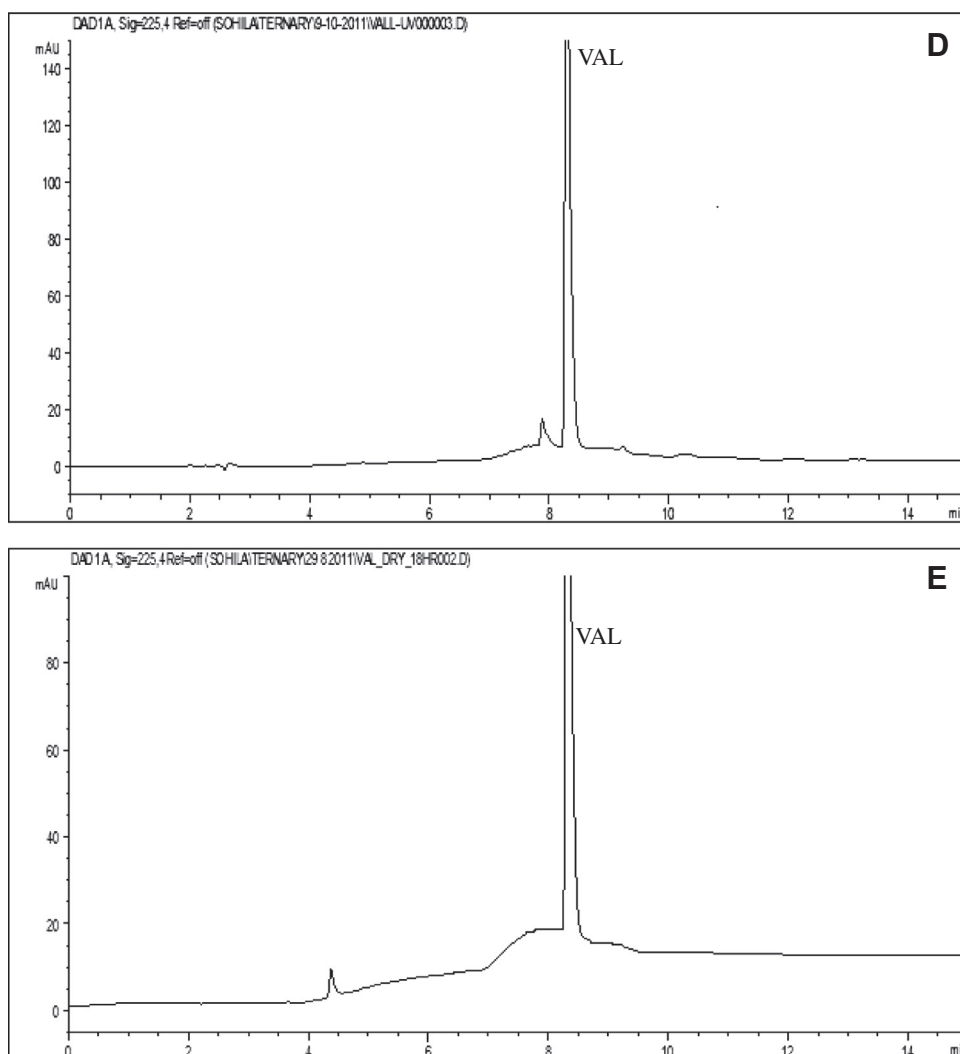 DAD1 A, Sig=225,4 Ref=off (SOHILA\TERNARY\9-10-2011\VALL-UV000003.D)
D
mAU
VAL
140
120
100
80
60
40
20
0
0 2 4 6 8 10 12 14 mi
DAD1 A, Sig=225,4 Ref=off (SOHILA\TERNARY\29 8 2011\VAL_DRY_18HR002.D)
E
mAU
VAL
80
60
40
20
0
0 2 4 6 8 10 12 14 mi